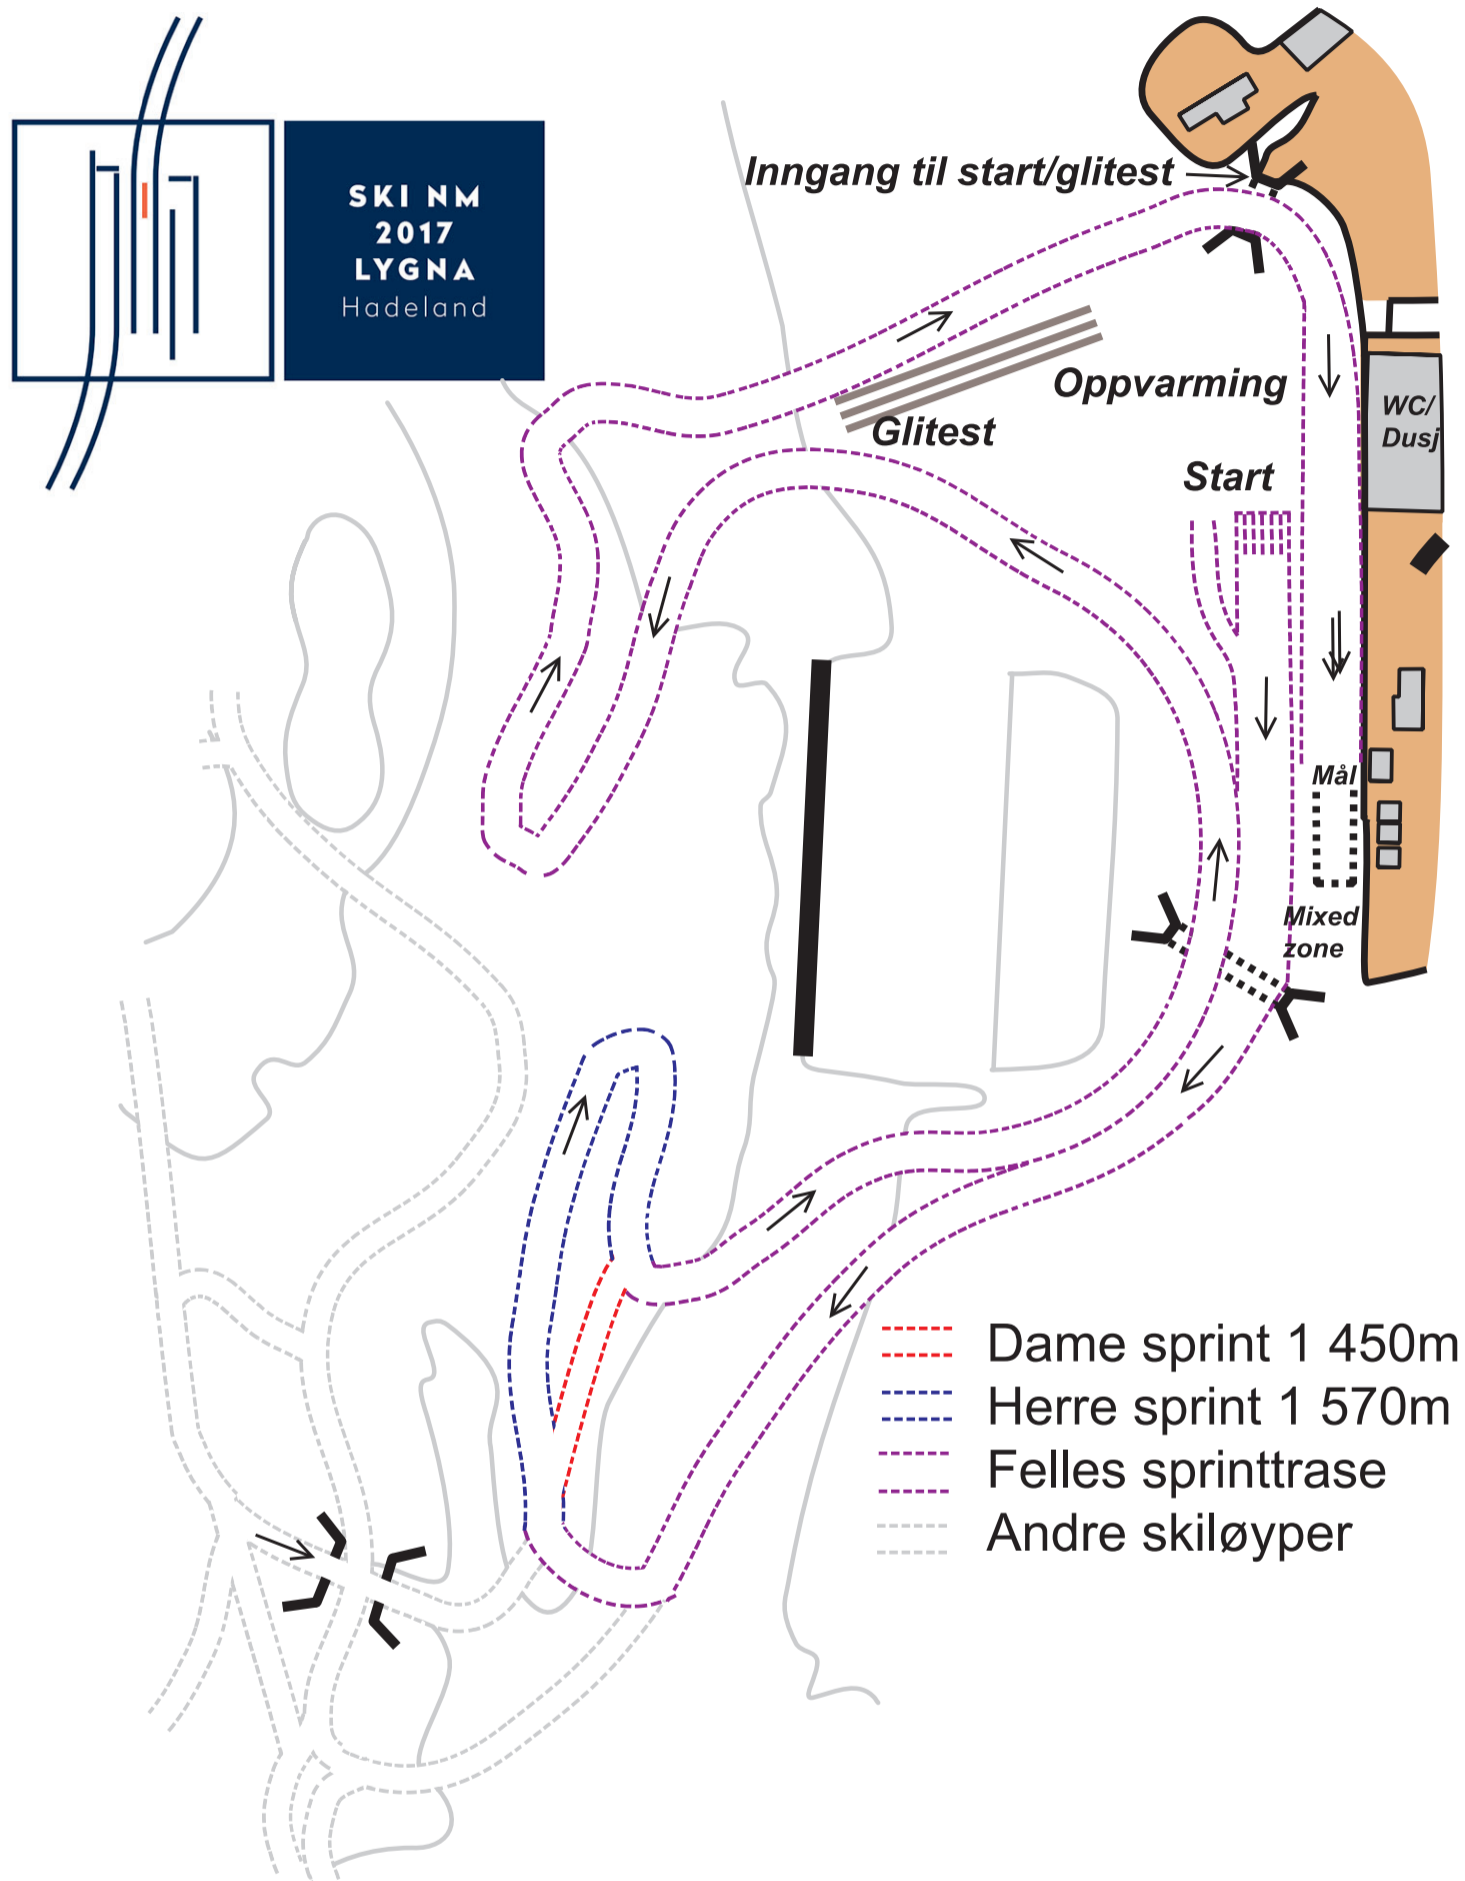 SKI NM
2017
LYGNA
Hadeland
Inngang til start/glitest
Oppvarming
Glitest
WC/
Dusj
Start
Mål
Mixed
zone
Dame sprint 1 450m
Herre sprint 1 570m
Felles sprinttrase
Andre skiløyper